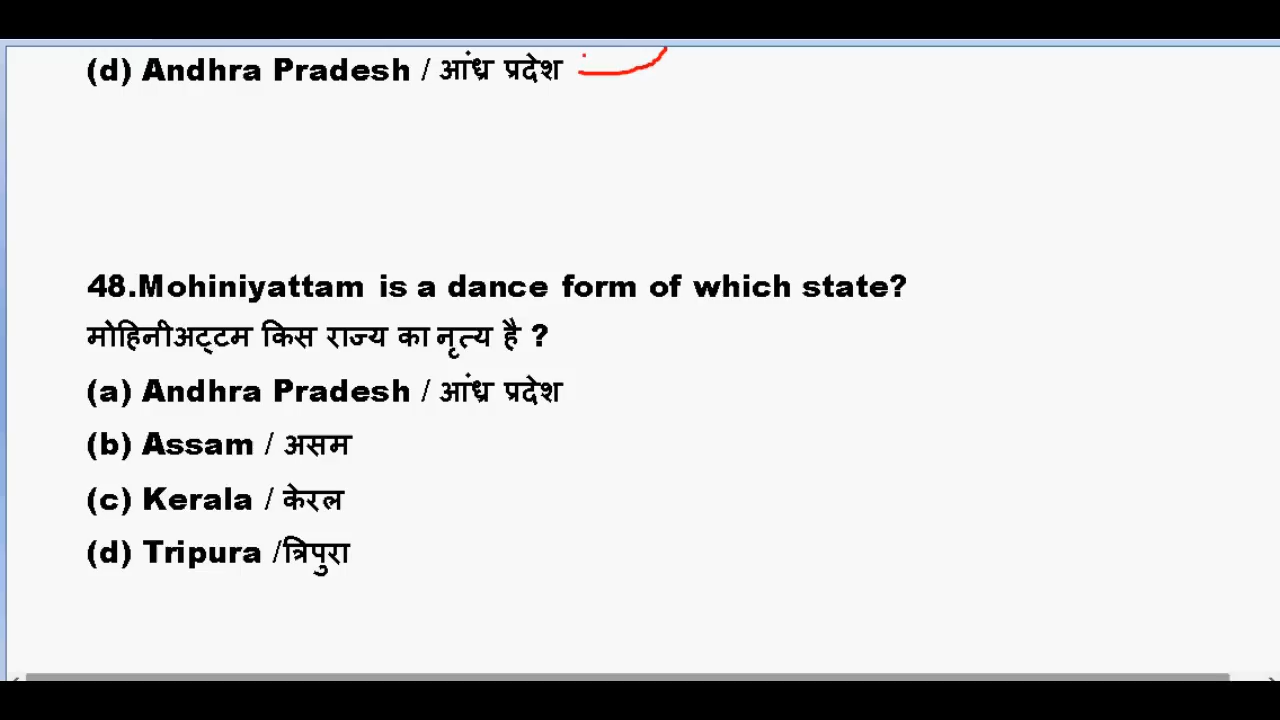 (d) Andhra Pradesh / आंध्र प्रदेश
48.Mohiniyattam is a dance form of which state?
मोहिनीअट्टम किस राज्य का नृत्य है ?
(a) Andhra Pradesh / आंध्र प्रदेश
(b) Assam / असम
(c) Kerala / केरल
(d) Tripura /त्रिपुरा